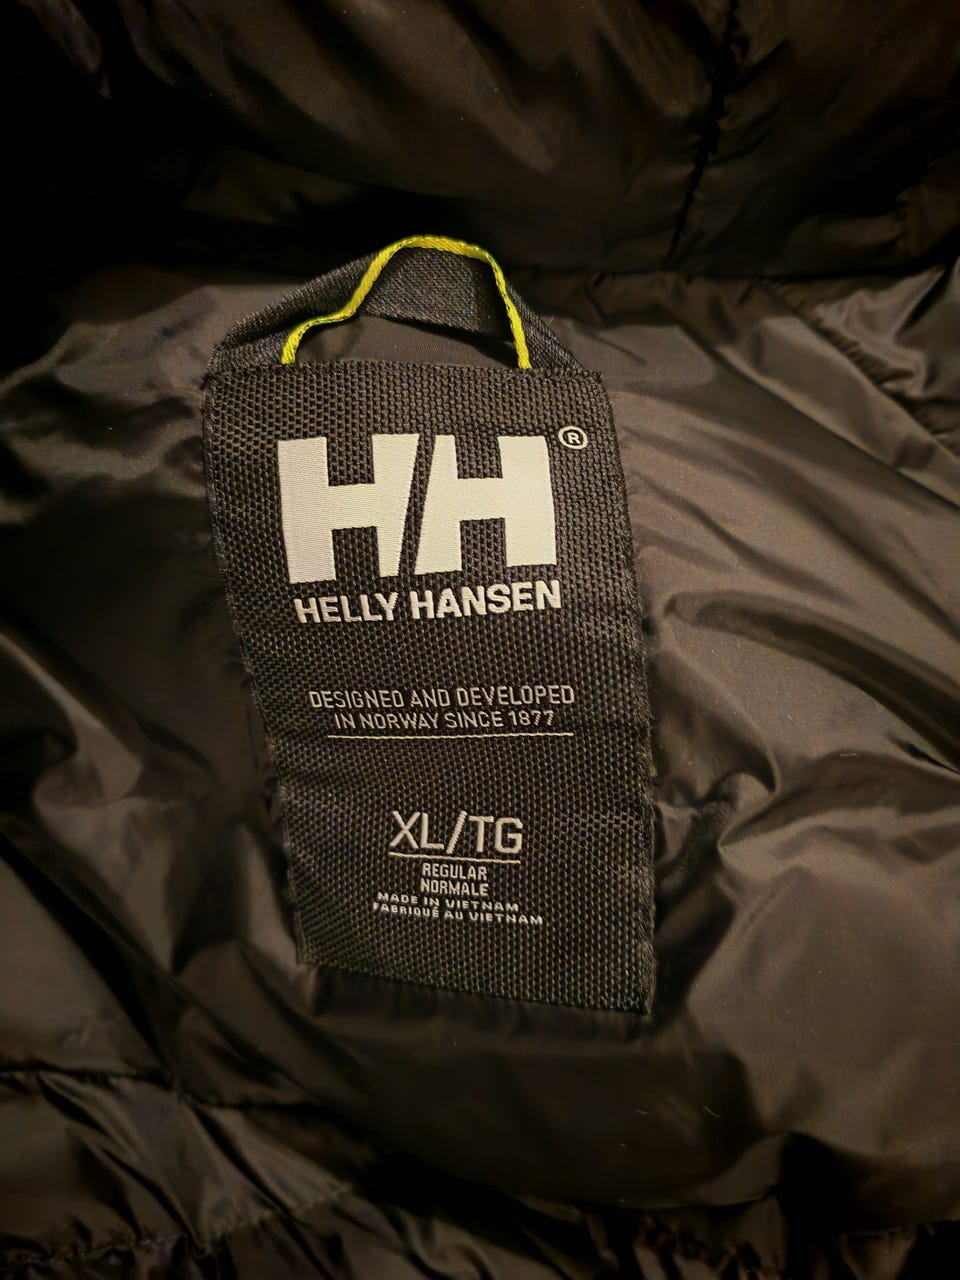 HH®
HELLY HANSEN
DESIGNED AND DEVELOPED
IN NORWAY SINCE 1877
XL/TG
REGULAR
NORMALE
MADE IN VIETNAM
FABRIQUÉ AU VIETNAM